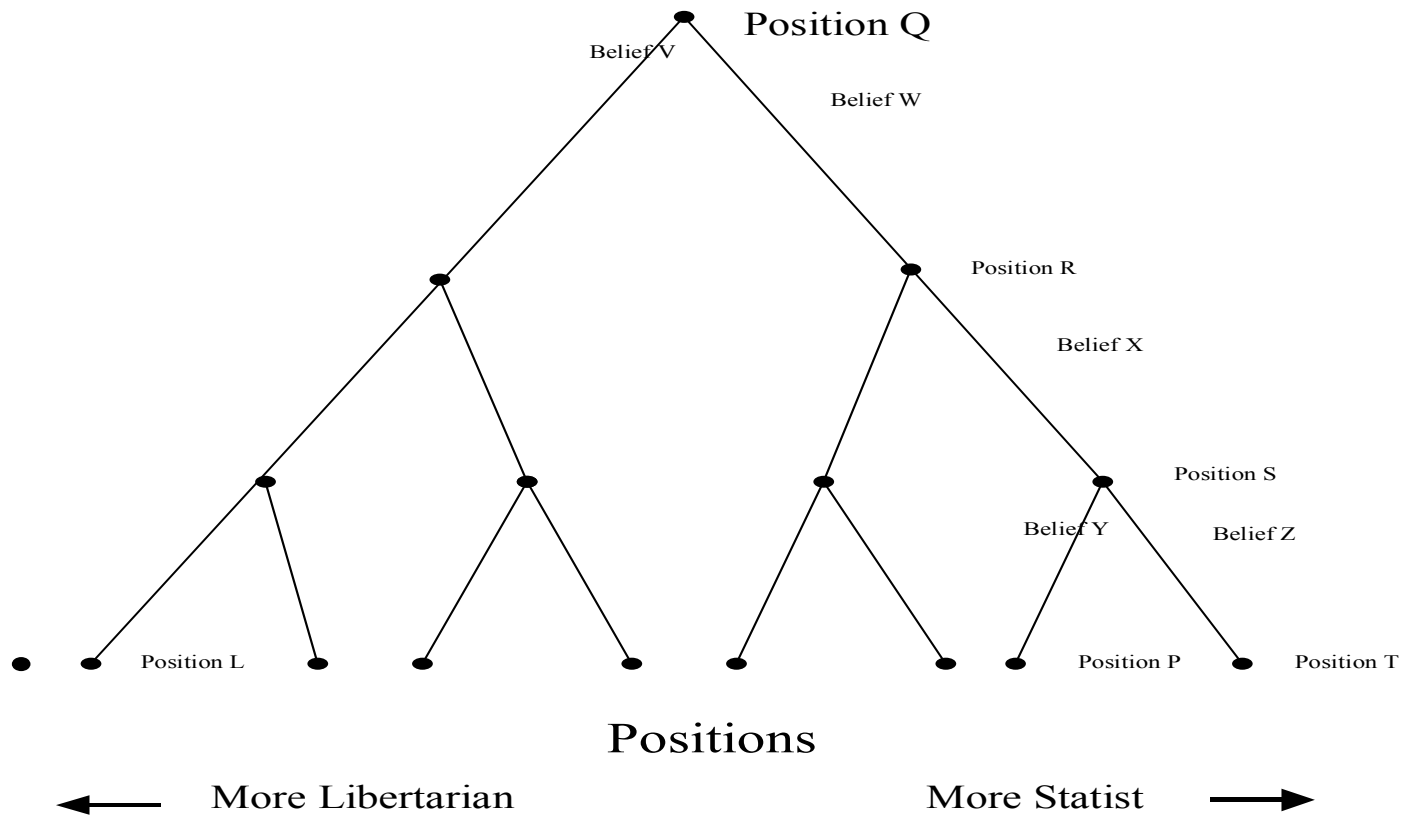 Position Q
Belief V
Belief W
Position R
Belief X
Position S
Belief Y
Belief Z
Position L
Position P
Position T
Positions
More Libertarian
More Statist